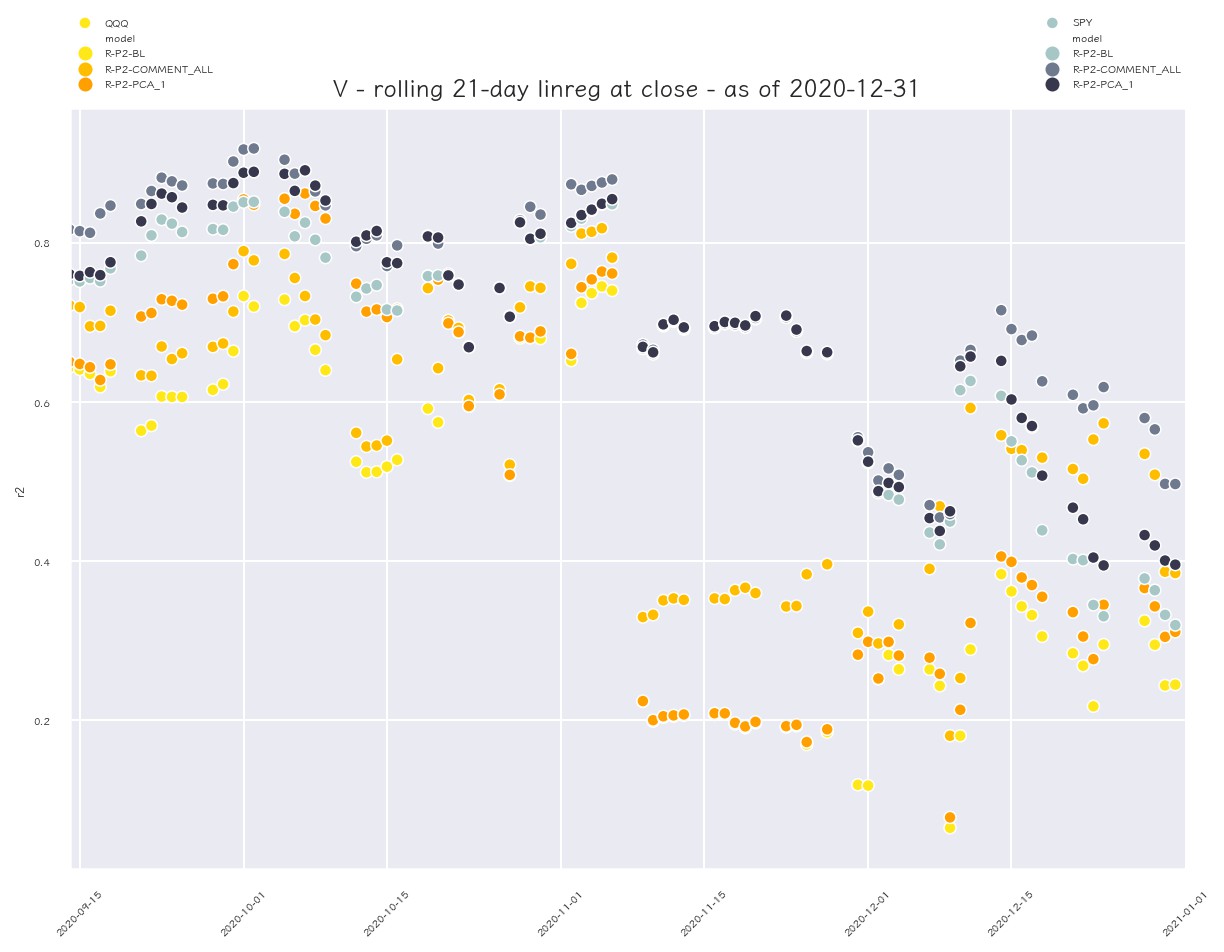 QQQ
model
R-P2-BL
R-P2-COMMENT_ALL
R-P2-PCA_1
SPY
model
R-P2-BL
R-P2-COMMENT_ALL
R-P2-PCA_1
V - rolling 21-day linreg at close - as of 2020-12-31
0.8
0.6
0.4
0.2
r2
2020-09-15
2020-10-01
2020-10-15
2020-11-01
2020-11-15
2020-12-01
2020-12-15
2021-01-01